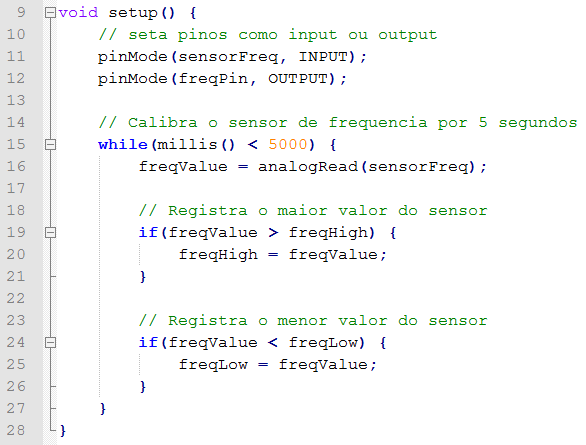 9 void setup() {
10     // seta pinos como input ou output
11     pinMode(sensorFreq, INPUT);
12     pinMode(freqPin, OUTPUT);
13
14     // Calibra o sensor de frequencia por 5 segundos
15     while(millis() < 5000) {
16         freqValue = analogRead(sensorFreq);
17
18         // Registra o maior valor do sensor
19         if(freqValue > freqHigh) {
20             freqHigh = freqValue;
21         }
22
23         // Registra o menor valor do sensor
24         if(freqValue < freqLow) {
25             freqLow = freqValue;
26         }
27     }
28 }